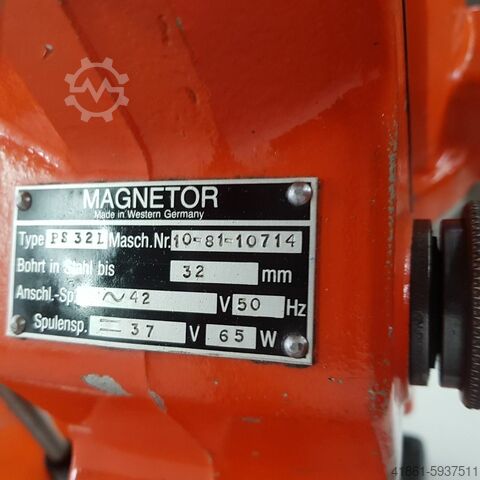 MAGNETOR
Made in Western Germany
Type PS 32L Masch.Nr. 10-81-10714
Bohrt in Stahl bis 32 mm
Anschl.-Sp. ~ 42 V 50 Hz
Spulensp. = 37 V 65 W
41861-5937511